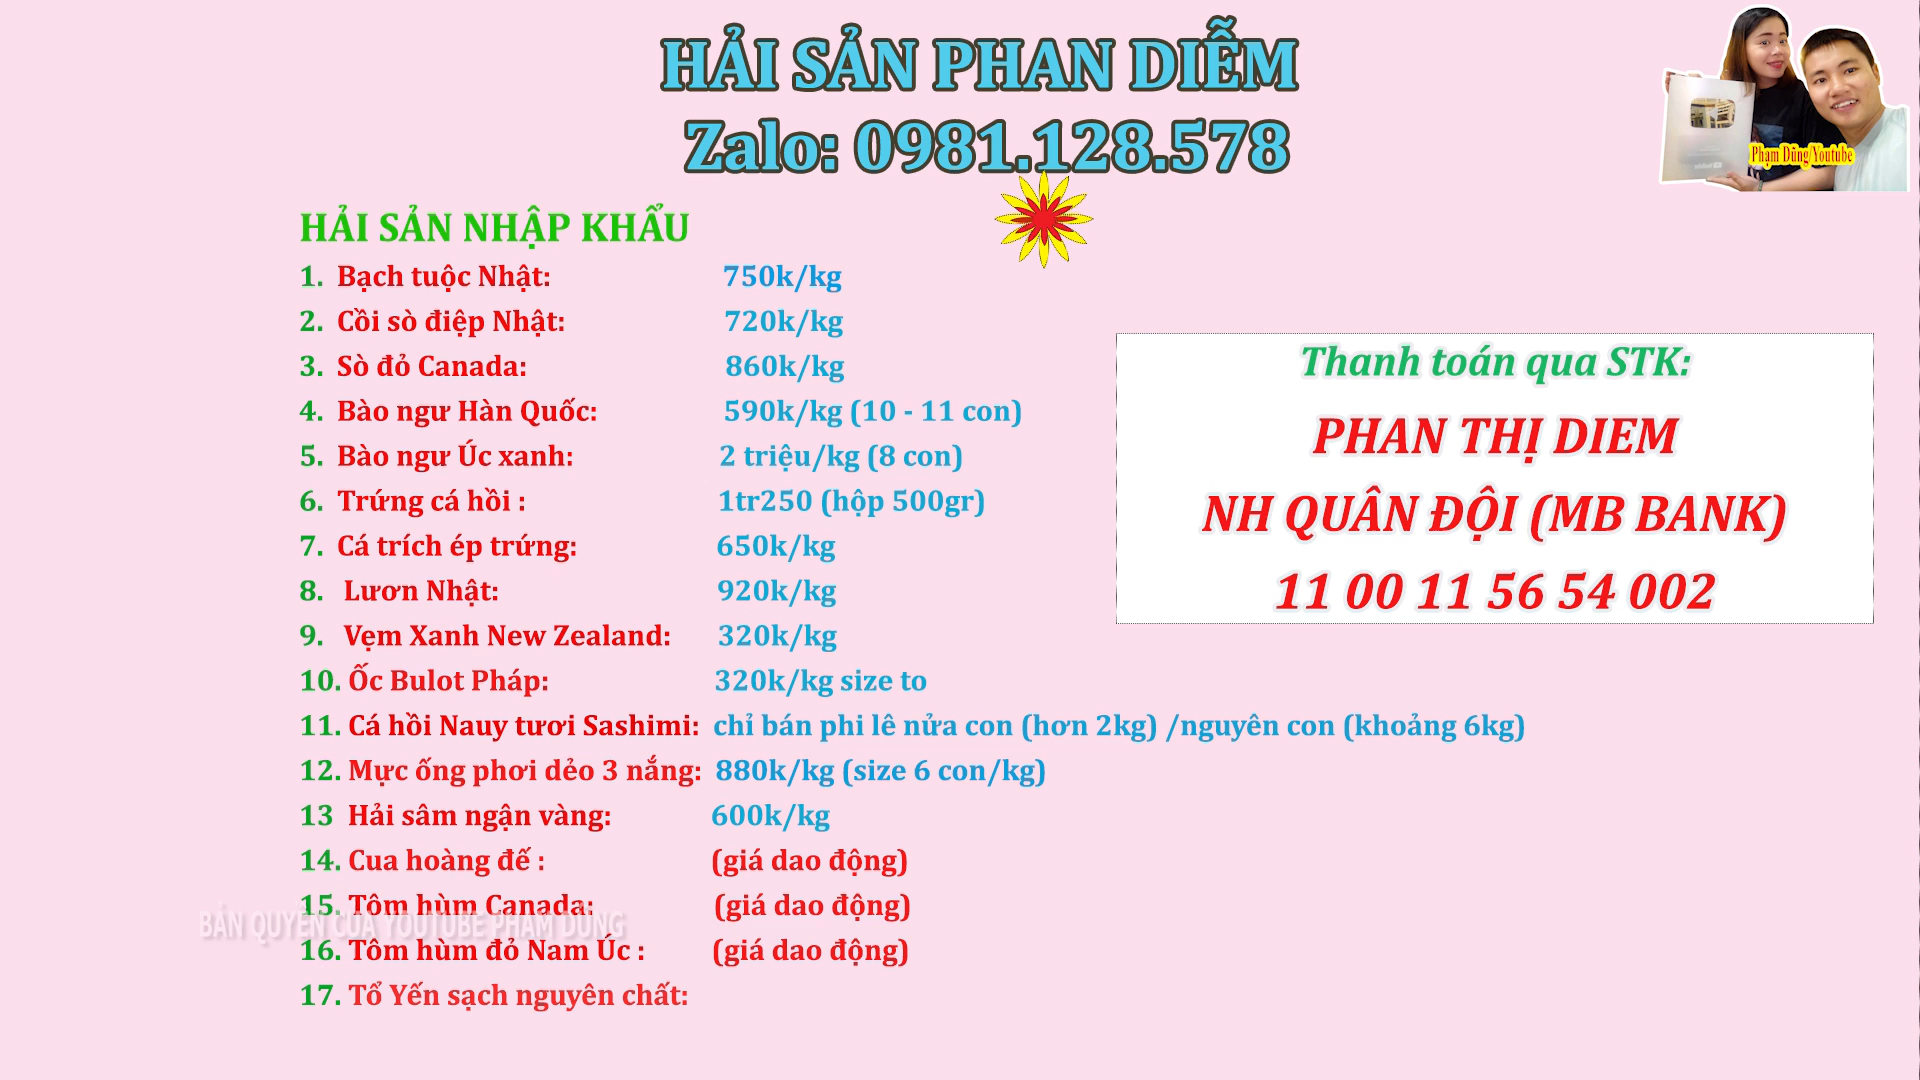 HẢI SẢN PHAN DIỄM
Zalo: 0981.128.578
Phạm Dũng/Youtube
HẢI SẢN NHẬP KHẨU
1. Bạch tuộc Nhật: 750k/kg
2. Cồi sò điệp Nhật: 720k/kg
3. Sò đỏ Canada: 860k/kg
4. Bào ngư Hàn Quốc: 590k/kg (10 - 11 con)
5. Bào ngư Úc xanh: 2 triệu/kg (8 con)
6. Trứng cá hồi : 1tr250 (hộp 500gr)
7. Cá trích ép trứng: 650k/kg
8. Lươn Nhật: 920k/kg
9. Vẹm Xanh New Zealand: 320k/kg
10. Ốc Bulot Pháp: 320k/kg size to
11. Cá hồi Nauy tươi Sashimi: chỉ bán phi lê nửa con (hơn 2kg) /nguyên con (khoảng 6kg)
12. Mực ống phơi dẻo 3 nắng: 880k/kg (size 6 con/kg)
13 Hải sâm ngận vàng: 600k/kg
14. Cua hoàng đế : (giá dao động)
15. Tôm hùm Canada: (giá dao động)
BẢN QUYỀN CỦA YOUTUBE PHẠM DŨNG
16. Tôm hùm đỏ Nam Úc : (giá dao động)
17. Tổ Yến sạch nguyên chất:
Thanh toán qua STK:
PHAN THỊ DIEM
NH QUÂN ĐỘI (MB BANK)
11 00 11 56 54 002